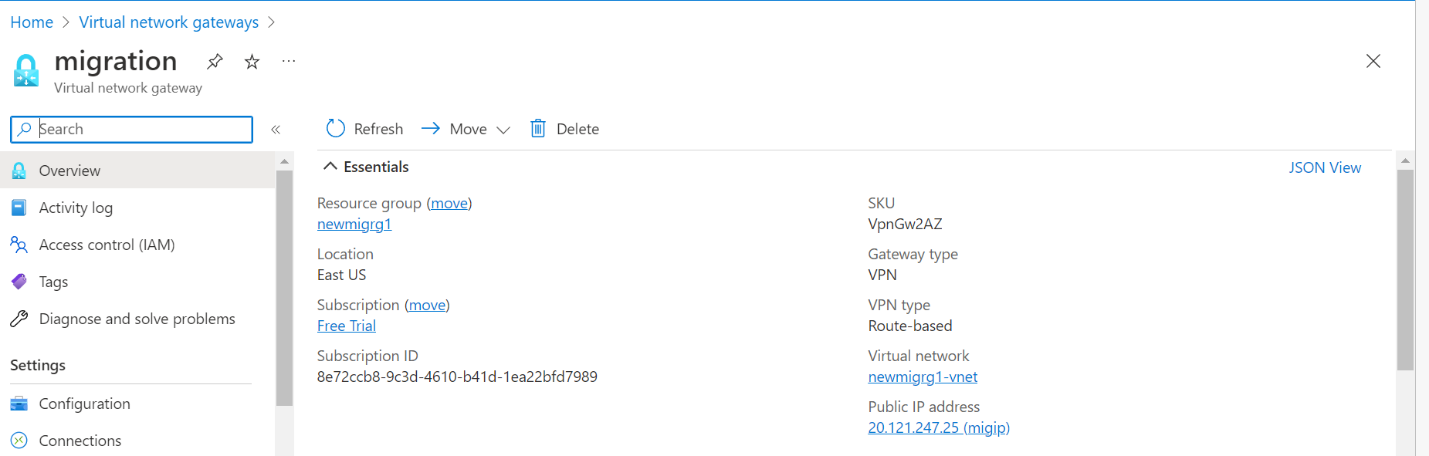 Home > Virtual network gateways >
migration ...
Virtual network gateway
Search «
Refresh Move Delete
Overview
Activity log
Access control (IAM)
Tags
Diagnose and solve problems
Settings
Configuration
Connections
Essentials
JSON View
Resource group (move)
newmigrg1
Location
East US
Subscription (move)
Free Trial
Subscription ID
8e72ccb8-9c3d-4610-b41d-1ea22bfd7989
SKU
VpnGw2AZ
Gateway type
VPN
VPN type
Route-based
Virtual network
newmigrg1-vnet
Public IP address
20.121.247.25 (migip)